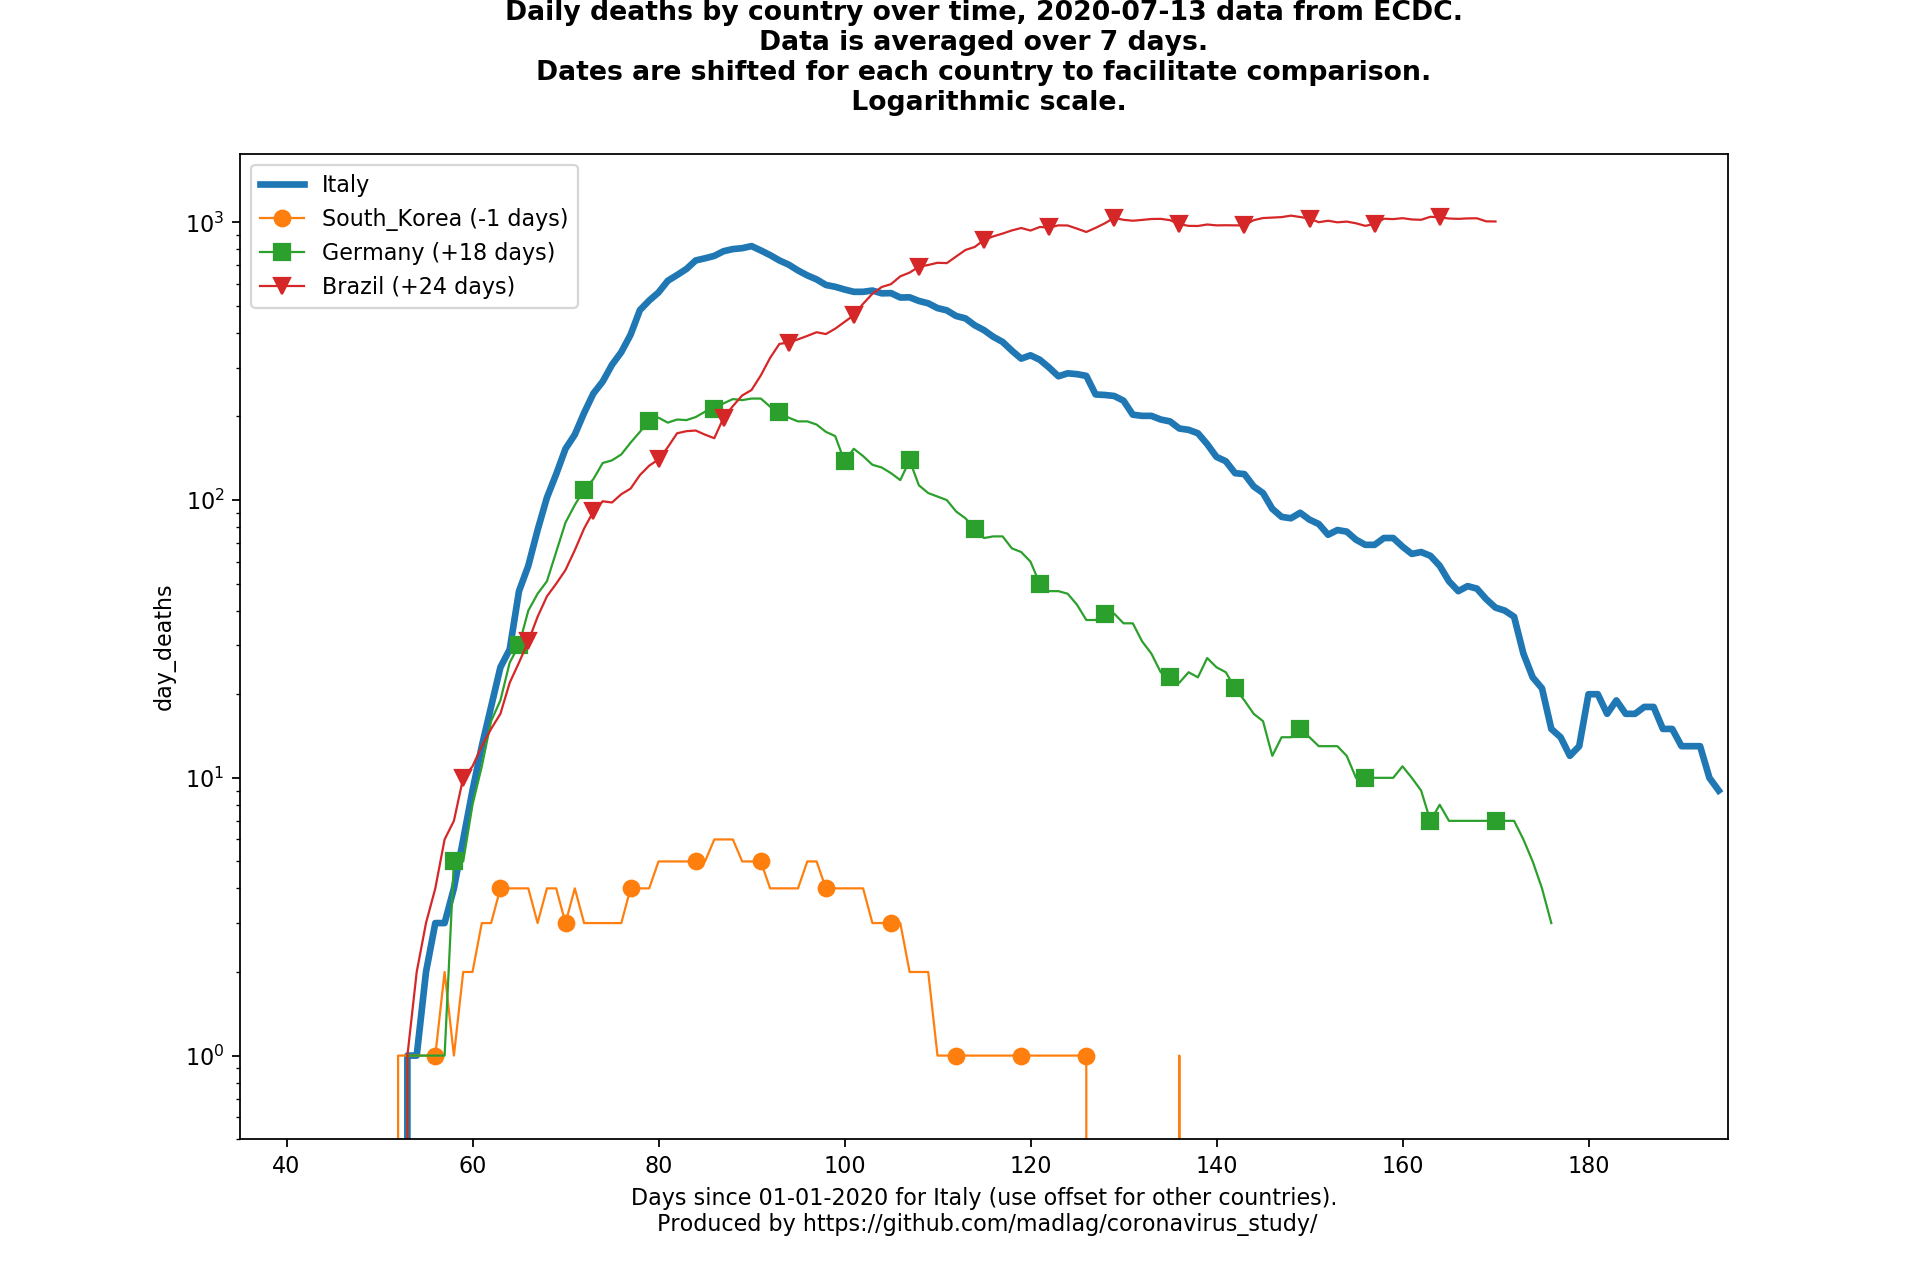 Daily deaths by country over time, 2020-07-13 data from ECDC.
Data is averaged over 7 days.
Dates are shifted for each country to facilitate comparison.
Logarithmic scale.
Italy
South_Korea (-1 days)
Germany (+18 days)
Brazil (+24 days)
10³
10²
10¹
10⁰
day_deaths
40 60 80 100 120 140 160 180
Days since 01-01-2020 for Italy (use offset for other countries).
Produced by https://github.com/madlag/coronavirus_study/